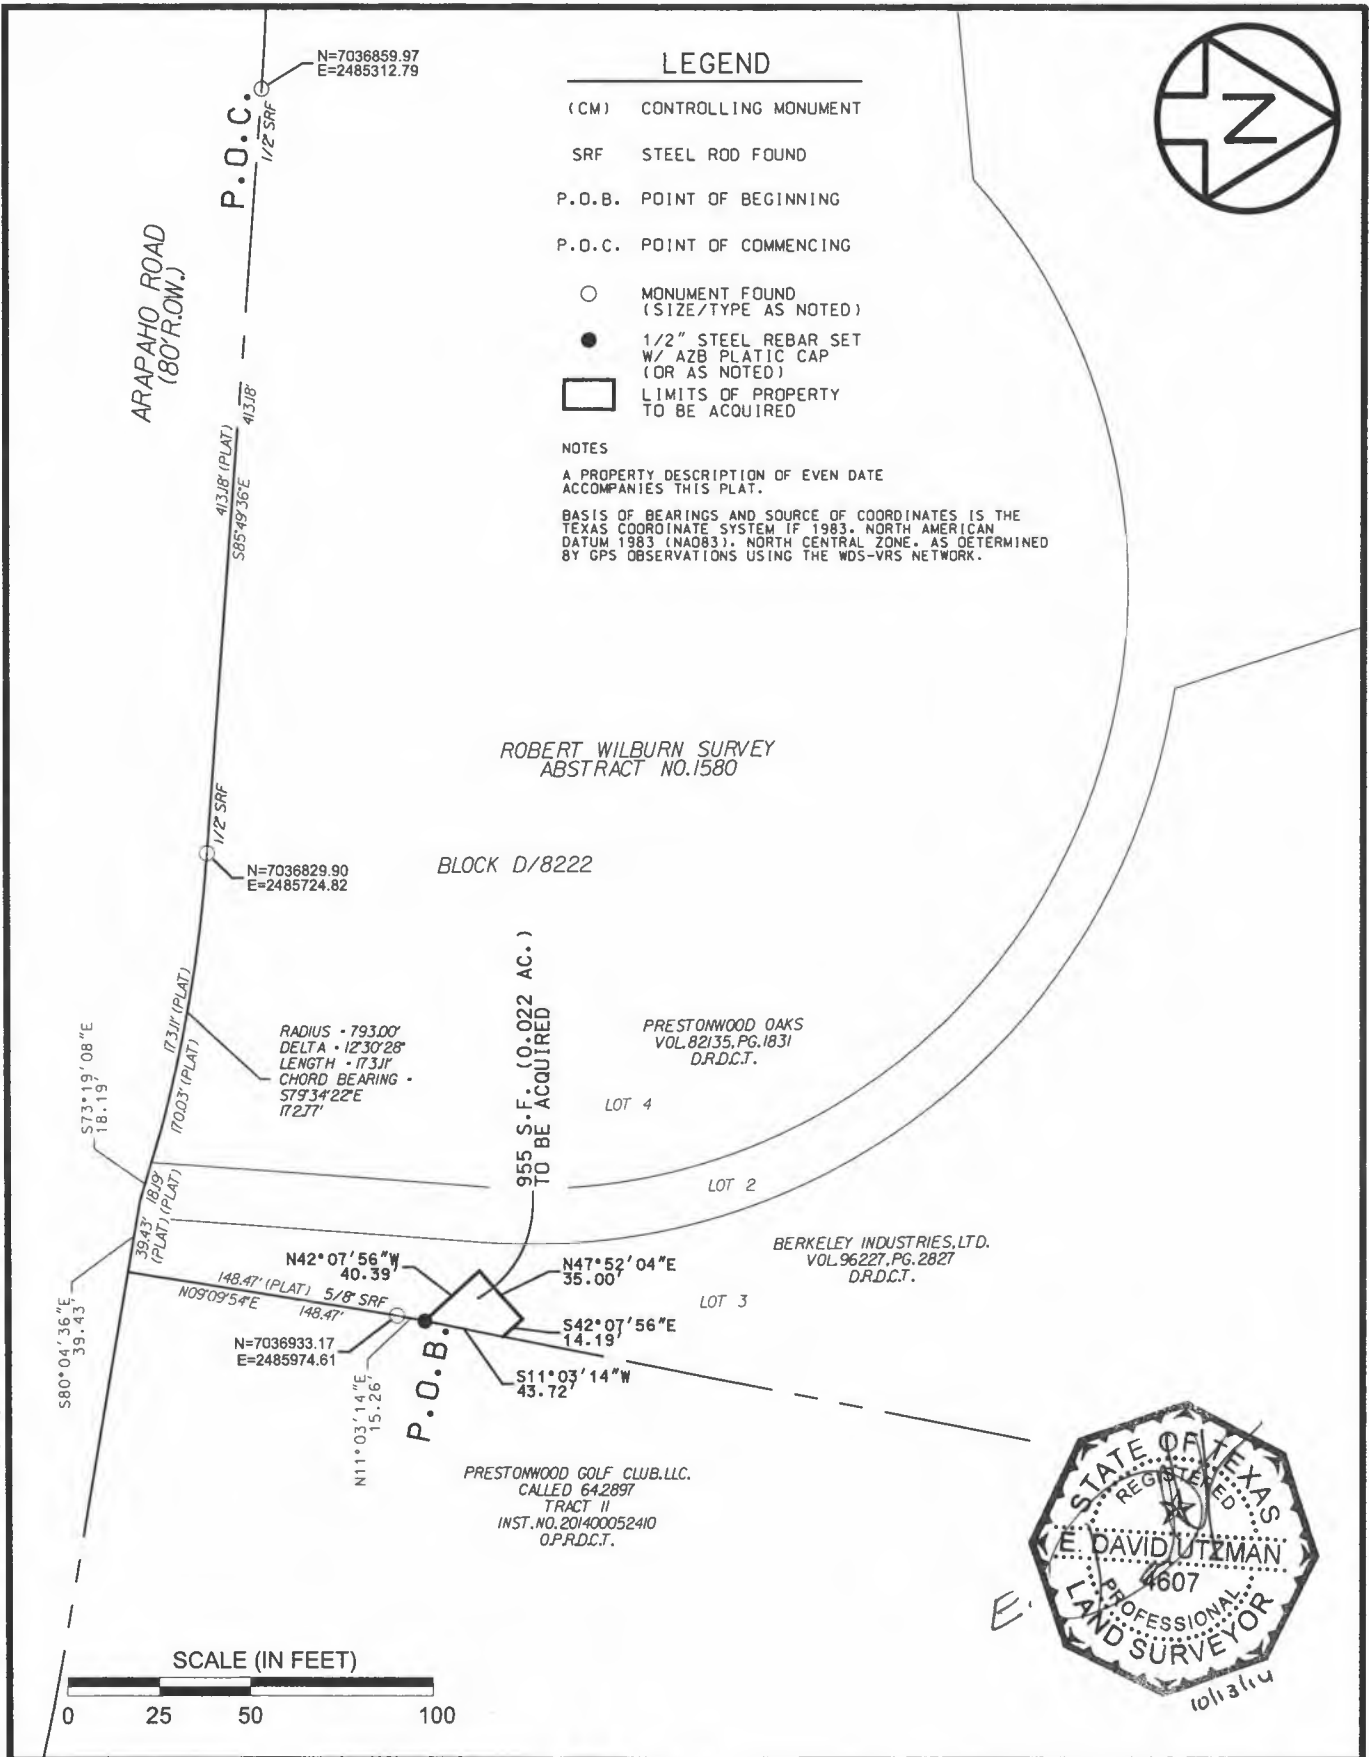 N=7036859.97
E=2485312.79
P.O.C.
1/2" SRF
LEGEND
(CM) CONTROLLING MONUMENT
SRF STEEL ROD FOUND
P.O.B. POINT OF BEGINNING
P.O.C. POINT OF COMMENCING
MONUMENT FOUND
(SIZE/TYPE AS NOTED)
1/2" STEEL REBAR SET
W/ AZB PLATIC CAP
(OR AS NOTED)
LIMITS OF PROPERTY
TO BE ACQUIRED
N
NOTES
A PROPERTY DESCRIPTION OF EVEN DATE
ACCOMPANIES THIS PLAT.
BASIS OF BEARINGS AND SOURCE OF COORDINATES IS THE
TEXAS COORDINATE SYSTEM IF 1983. NORTH AMERICAN
DATUM 1983 (NAD83). NORTH CENTRAL ZONE. AS DETERMINED
BY GPS OBSERVATIONS USING THE WDS-VRS NETWORK.
ARAPAHO ROAD
(80' R.O.W.)
413.18' (PLAT)
S85°49'36"E
413.18'
1/2" SRF
N=7036829.90
E=2485724.82
ROBERT WILBURN SURVEY
ABSTRACT NO.1580
BLOCK D/8222
955 S.F. (0.022 AC.)
TO BE ACQUIRED
PRESTONWOOD OAKS
VOL.82135,PG.1831
D.R.D.C.T.
LOT 4
LOT 2
LOT 3
173.11' (PLAT)
170.03' (PLAT)
RADIUS - 793.00'
DELTA - 12°30'28"
LENGTH - 173.11'
CHORD BEARING -
S79°34'22"E
172.77'
S73°19'08"E
18.19'
18.19'
(PLAT)
39.43'
(PLAT)
S80°04'36"E
39.43'
BERKELEY INDUSTRIES,LTD.
VOL.96227,PG.2827
D.R.D.C.T.
N42°07'56"W
40.39'
N47°52'04"E
35.00'
S42°07'56"E
14.19'
S11°03'14"W
43.72'
148.47' (PLAT)
5/8" SRF
N09°09'54"E
148.47'
N=7036933.17
E=2485974.61
N11°03'14"E
15.26'
P.O.B.
PRESTONWOOD GOLF CLUB.LLC.
CALLED 64.2897
TRACT II
INST.NO.201400052410
O.P.R.D.C.T.
STATE OF TEXAS
REGISTERED
E. DAVID UTZMAN
4607
PROFESSIONAL
LAND SURVEYOR
E.
10/13/14
SCALE (IN FEET)
0 25 50 100